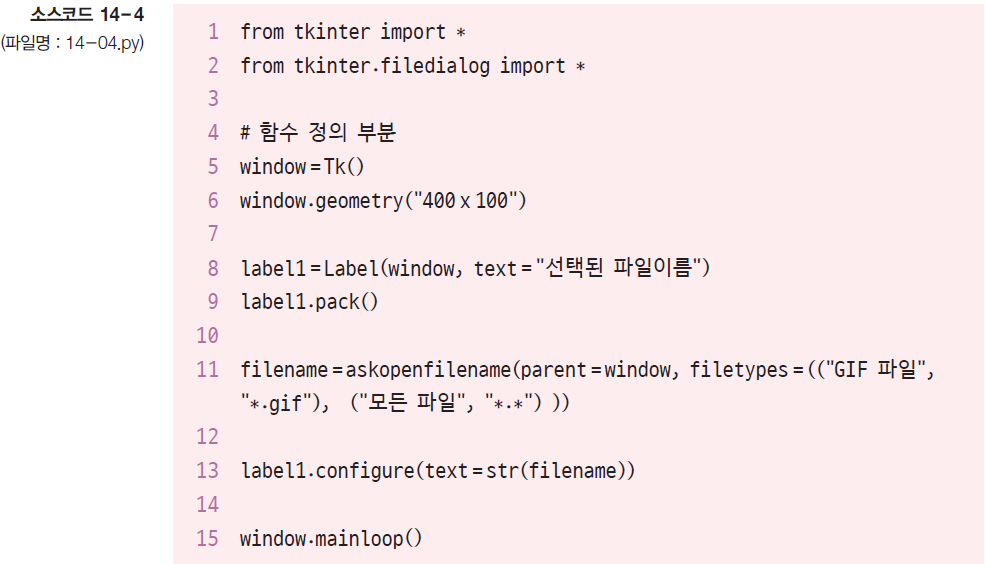 소스코드 14-4
(파일명 : 14-04.py)
1 from tkinter import *
2 from tkinter.filedialog import *
3
4 # 함수 정의 부분
5 window=Tk()
6 window.geometry("400x100")
7
8 label1=Label(window, text="선택된 파일이름")
9 label1.pack()
10
11 filename=askopenfilename(parent=window, filetypes=(("GIF 파일",
"*.gif"), ("모든 파일", "*.*") ))
12
13 label1.configure(text=str(filename))
14
15 window.mainloop()